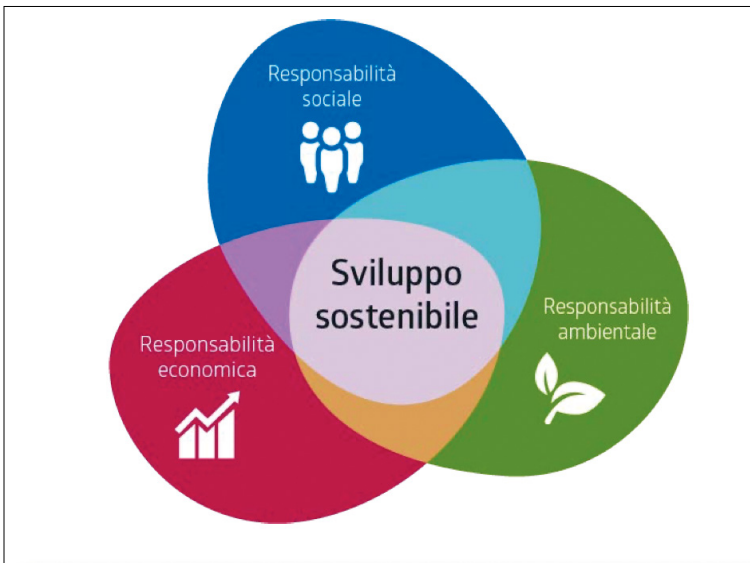 Responsabilità
sociale
Sviluppo
sostenibile
Responsabilità
ambientale
Responsabilità
economica